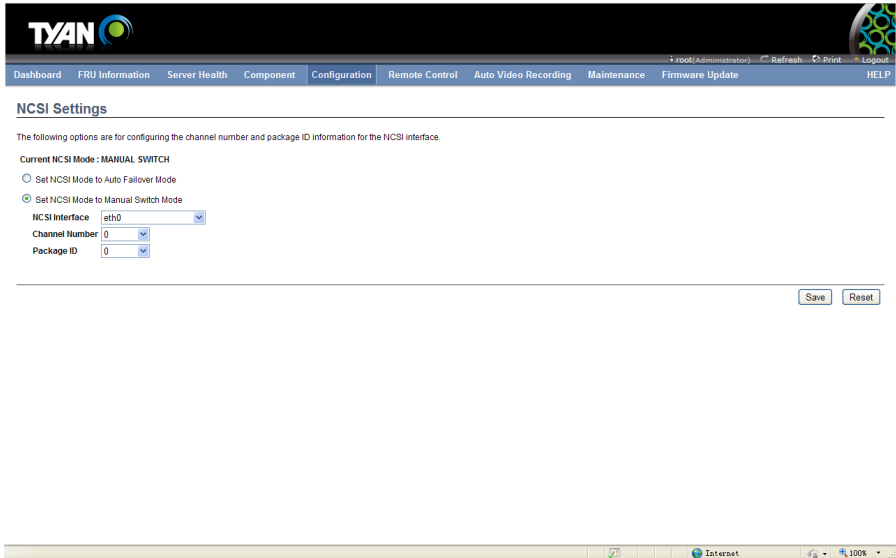 TYAN
root(Administrator) Refresh Print Logout
Dashboard FRU Information Server Health Component Configuration Remote Control Auto Video Recording Maintenance Firmware Update HELP
NCSI Settings
The following options are for configuring the channel number and package ID information for the NCSI interface.
Current NCSI Mode : MANUAL SWITCH
Set NCSI Mode to Auto Failover Mode
Set NCSI Mode to Manual Switch Mode
NCSI Interface eth0
Channel Number 0
Package ID 0
Save Reset
Internet 100%